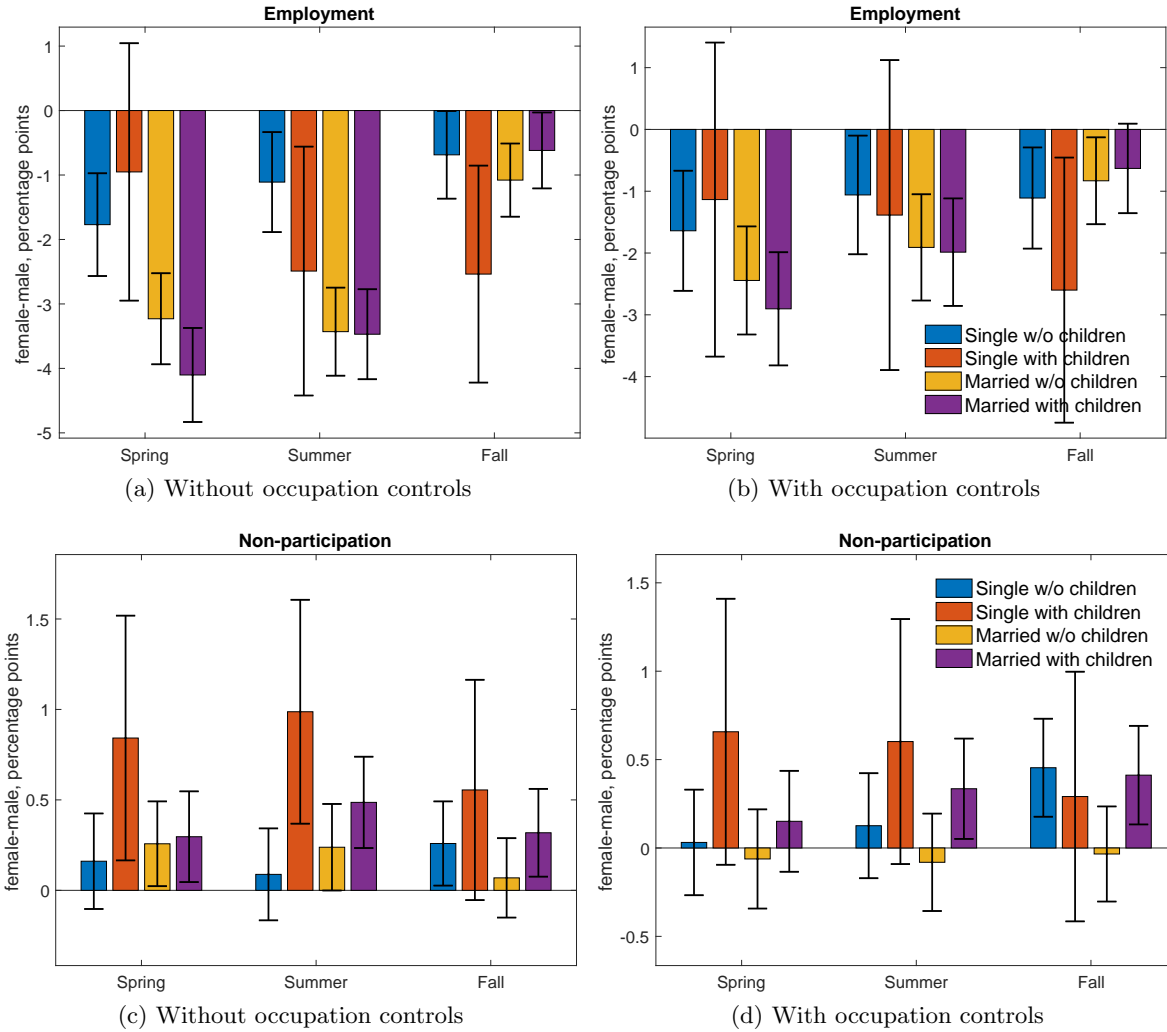 Employment
female-male, percentage points
1
0
-1
-2
-3
-4
-5
Spring
Summer
Fall
(a) Without occupation controls
Employment
female-male, percentage points
1
0
-1
-2
-3
-4
Single w/o children
Single with children
Married w/o children
Married with children
Spring
Summer
Fall
(b) With occupation controls
Non-participation
female-male, percentage points
1.5
1
0.5
0
Spring
Summer
Fall
(c) Without occupation controls
Non-participation
female-male, percentage points
1.5
1
0.5
0
-0.5
Single w/o children
Single with children
Married w/o children
Married with children
Spring
Summer
Fall
(d) With occupation controls